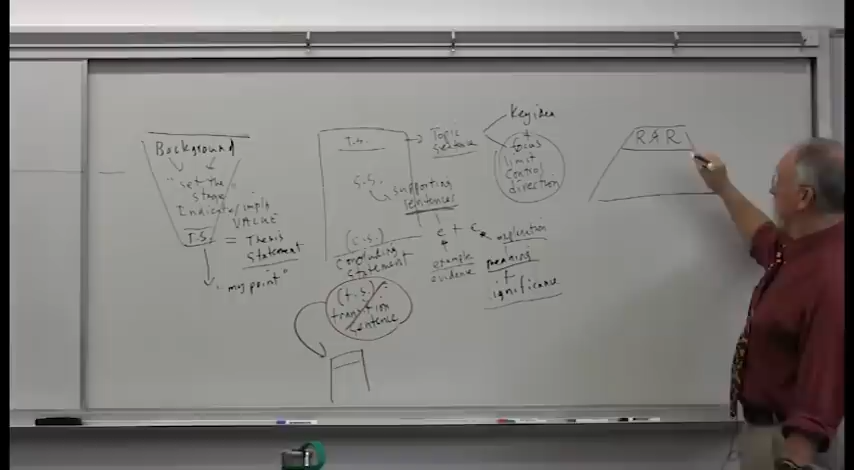 Background
"set the
stage"
Indicate/imply
VALUE
T.S. = Thesis
Statement
"my point"
T.S.
Topic
Sentence
Key idea
+
focus
limit
control
direction
S.S.
supporting
sentences
e + e
example
evidence
explanation
meaning
+
significance
(C.S.)
Concluding
Statement
(t.s.)
transition
sentence
RAR